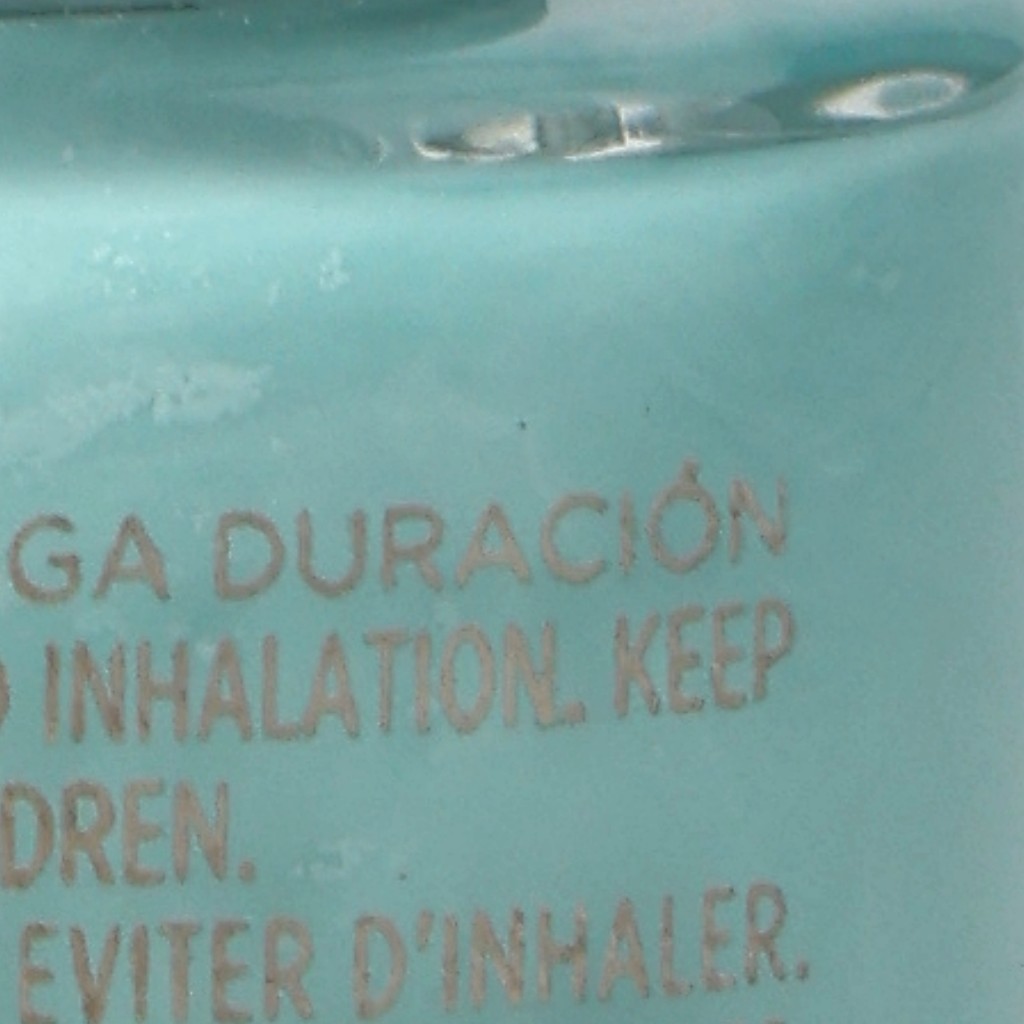 GA DURACIÓN
INHALATION. KEEP
DREN.
EVITER D'INHALER.